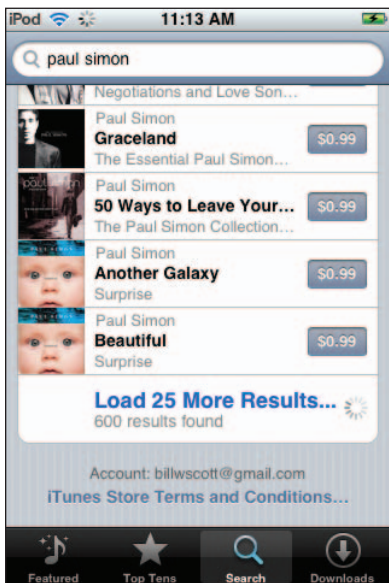 iPod 11:13 AM
paul simon
Negotiations and Love Son...
Paul Simon
Graceland $0.99
The Essential Paul Simon...
Paul Simon
50 Ways to Leave Your... $0.99
The Paul Simon Collection...
Paul Simon
Another Galaxy $0.99
Surprise
Paul Simon
Beautiful $0.99
Surprise
Load 25 More Results...
600 results found
Account: billwscott@gmail.com
iTunes Store Terms and Conditions...
Featured Top Tens Search Downloads